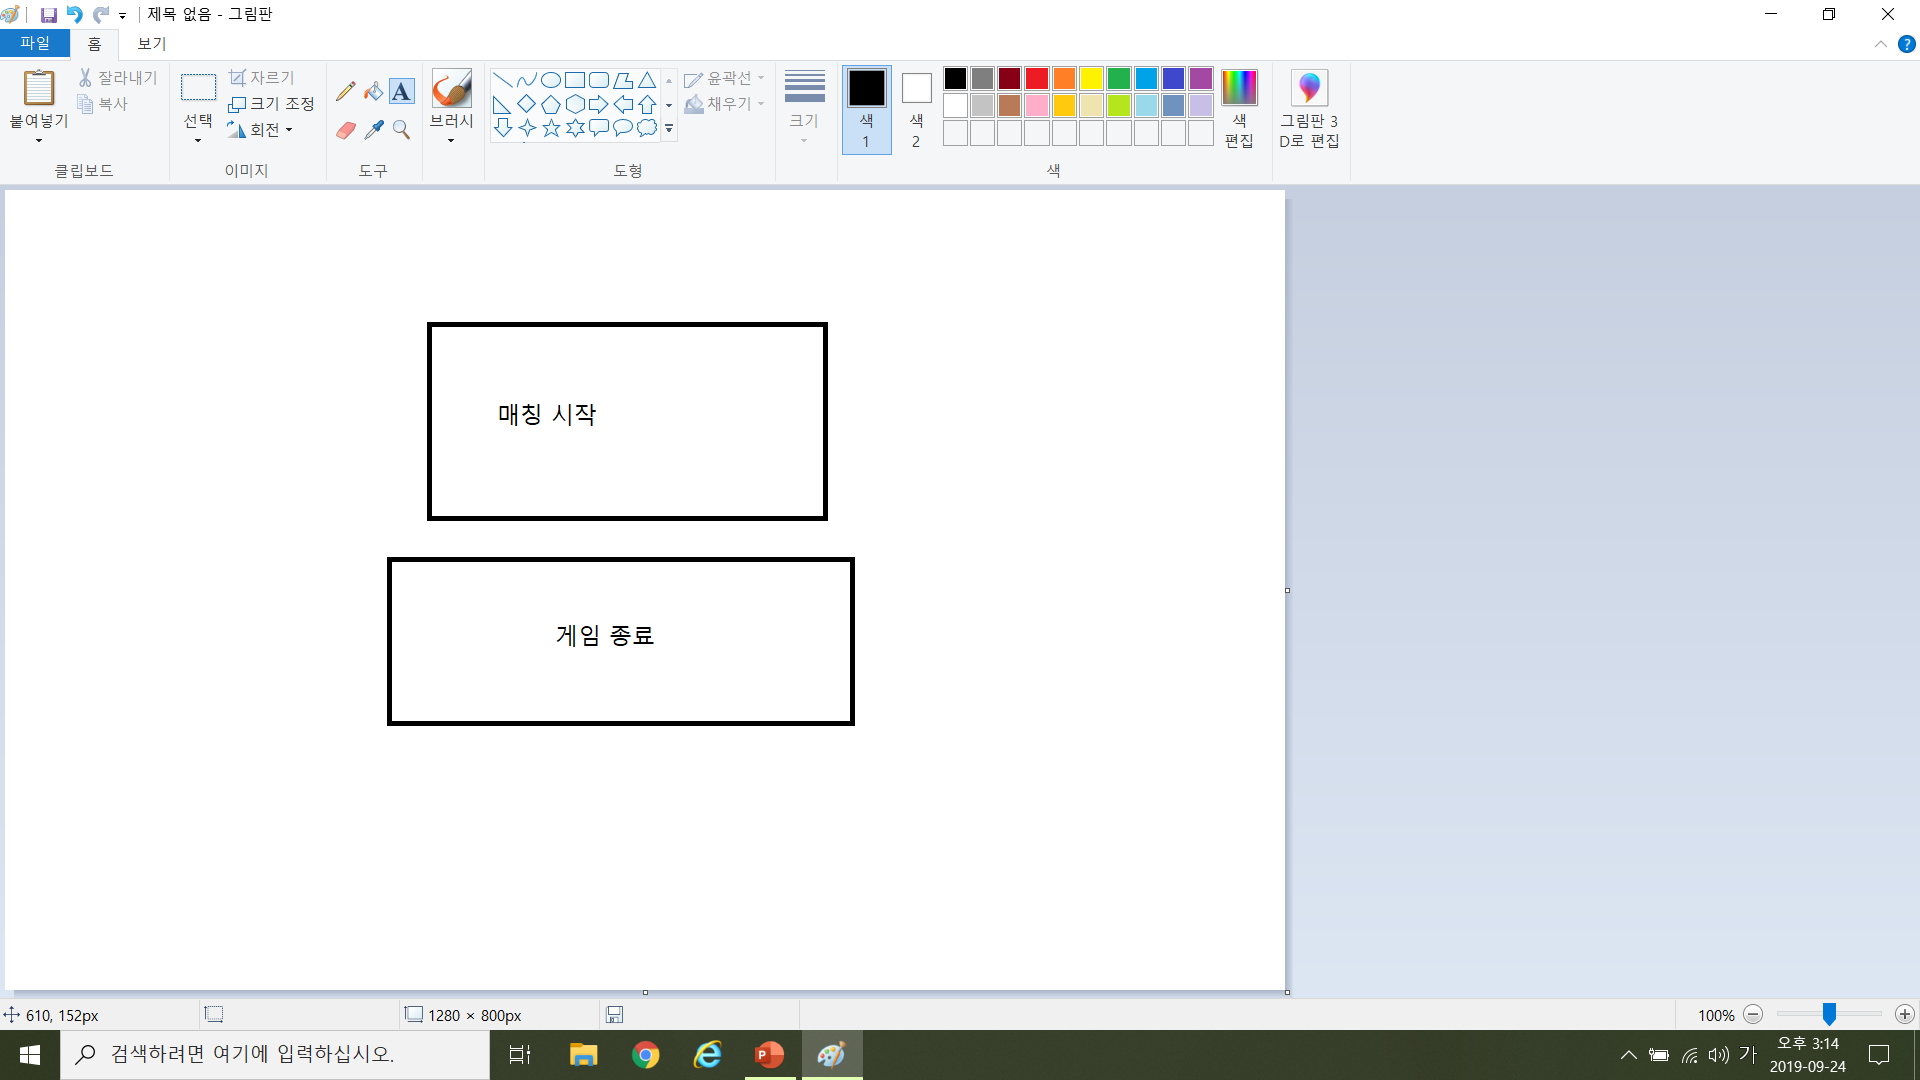 제목 없음 - 그림판
파일 홈 보기
붙여넣기
잘라내기
복사
클립보드
선택
자르기
크기 조정
회전
이미지
A
도구
브러시
도형
윤곽선
채우기
크기
색
1
색
2
색
편집
색
그림판 3
D로 편집
매칭 시작
게임 종료
610, 152px
1280 × 800px
100%
검색하려면 여기에 입력하십시오.
가
오후 3:14
2019-09-24